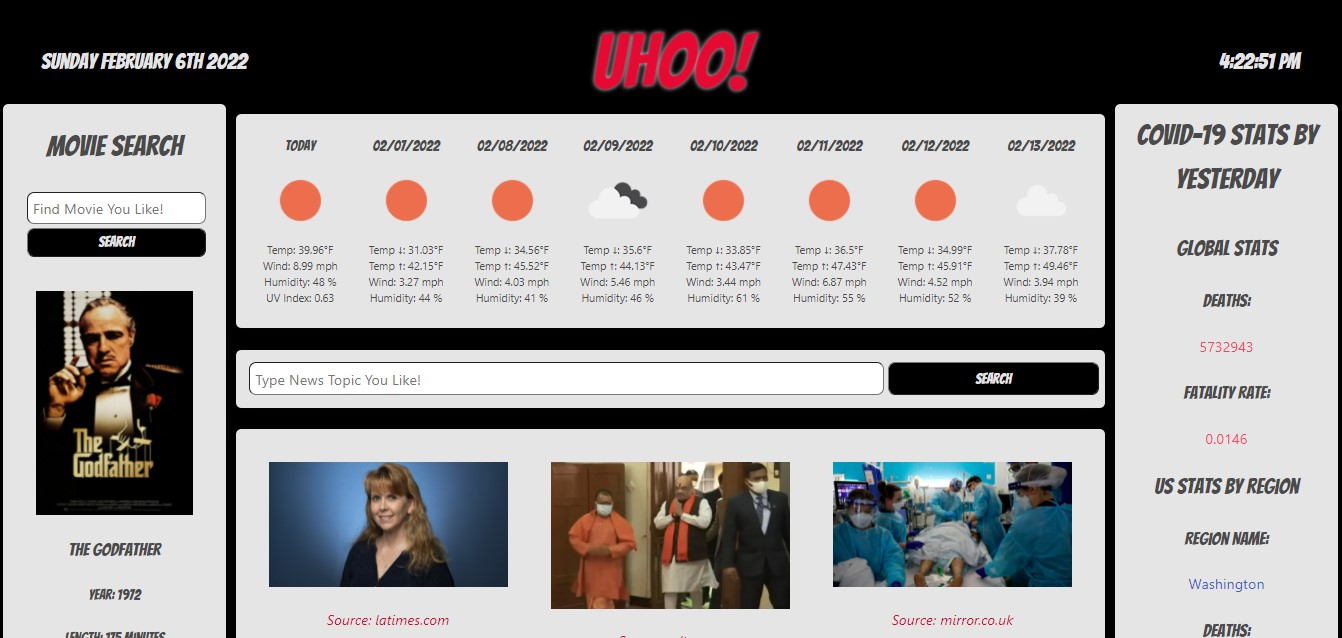 SUNDAY FEBRUARY 6TH 2022
UHOO!
4:22:51 PM
MOVIE SEARCH
Find Movie You Like!
SEARCH
The
Godfather
THE GODFATHER
YEAR: 1972
LENGTH: 175 MINUTES
TODAY
Temp: 39.96°F
Wind: 8.99 mph
Humidity: 48 %
UV Index: 0.63
02/07/2022
Temp ↓: 31.03°F
Temp ↑: 42.15°F
Wind: 3.27 mph
Humidity: 44 %
02/08/2022
Temp ↓: 34.56°F
Temp ↑: 45.52°F
Wind: 4.03 mph
Humidity: 41 %
02/09/2022
Temp ↓: 35.6°F
Temp ↑: 44.13°F
Wind: 5.46 mph
Humidity: 46 %
02/10/2022
Temp ↓: 33.85°F
Temp ↑: 43.47°F
Wind: 3.44 mph
Humidity: 61 %
02/11/2022
Temp ↓: 36.5°F
Temp ↑: 47.43°F
Wind: 6.87 mph
Humidity: 55 %
02/12/2022
Temp ↓: 34.99°F
Temp ↑: 45.91°F
Wind: 4.52 mph
Humidity: 52 %
02/13/2022
Temp ↓: 37.78°F
Temp ↑: 49.46°F
Wind: 3.94 mph
Humidity: 39 %
Type News Topic You Like!
SEARCH
Source: latimes.com
Source: mirror.co.uk
COVID-19 STATS BY
YESTERDAY
GLOBAL STATS
DEATHS:
5732943
FATALITY RATE:
0.0146
US STATS BY REGION
REGION NAME:
Washington
DEATHS: